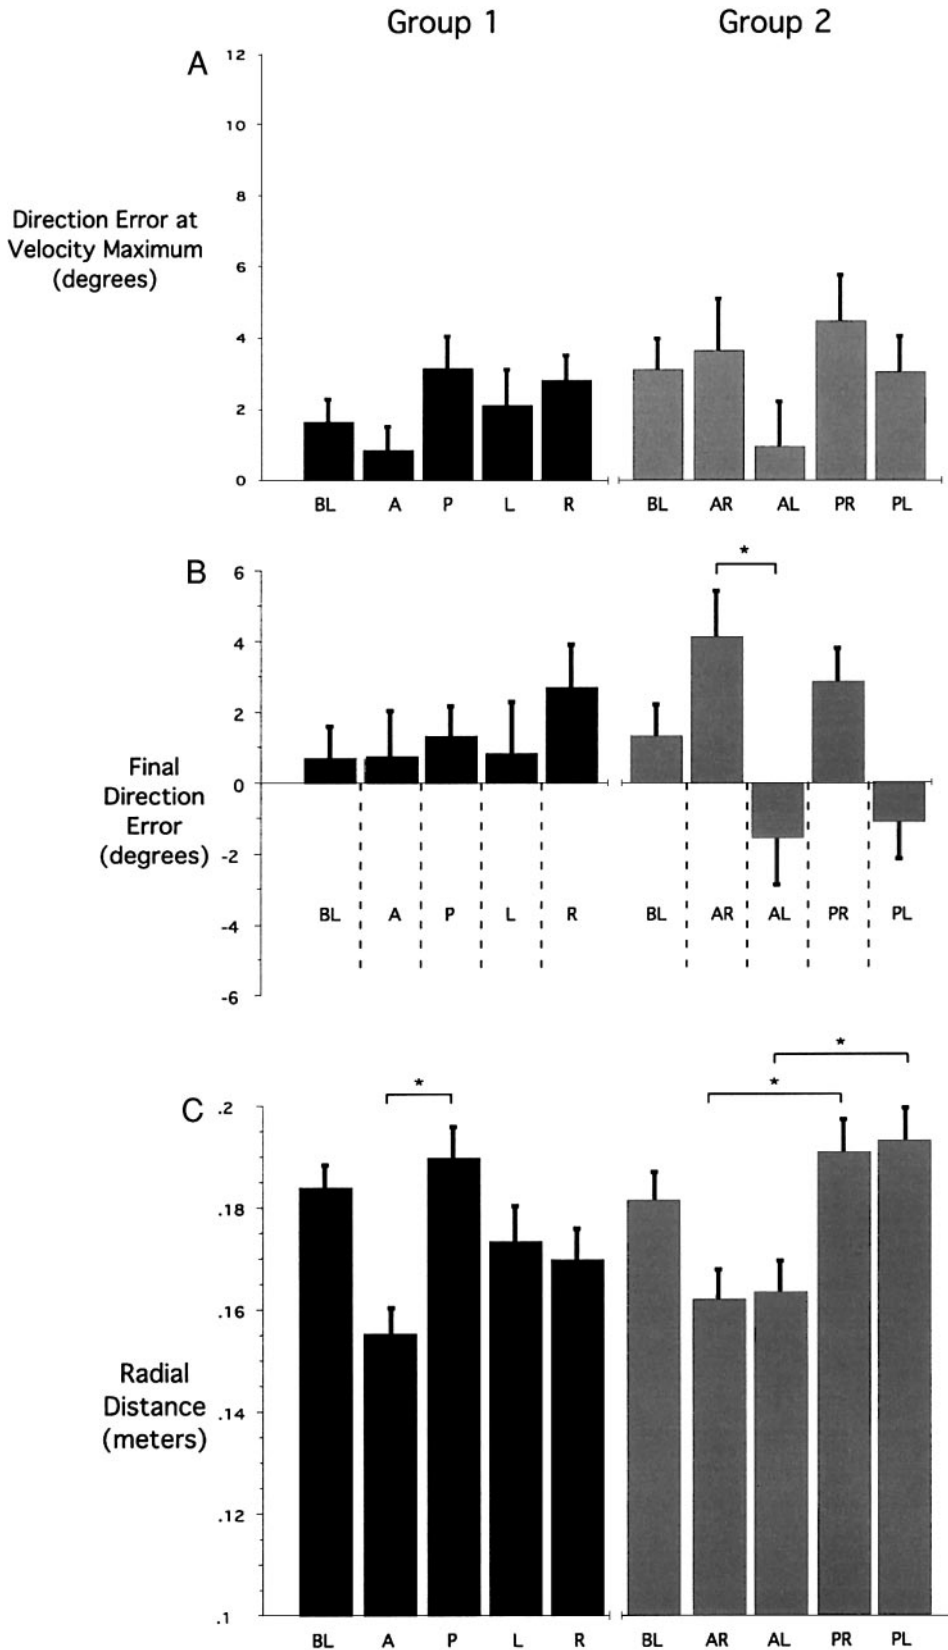 Group 1 Group 2
A
12
10
8
6
4
2
0
Direction Error at
Velocity Maximum
(degrees)
BL A P L R BL AR AL PR PL
B
*
6
4
2
0
-2
-4
-6
Final
Direction
Error
(degrees)
BL A P L R BL AR AL PR PL
C
* * *
.2
.18
.16
.14
.12
.1
Radial
Distance
(meters)
BL A P L R BL AR AL PR PL